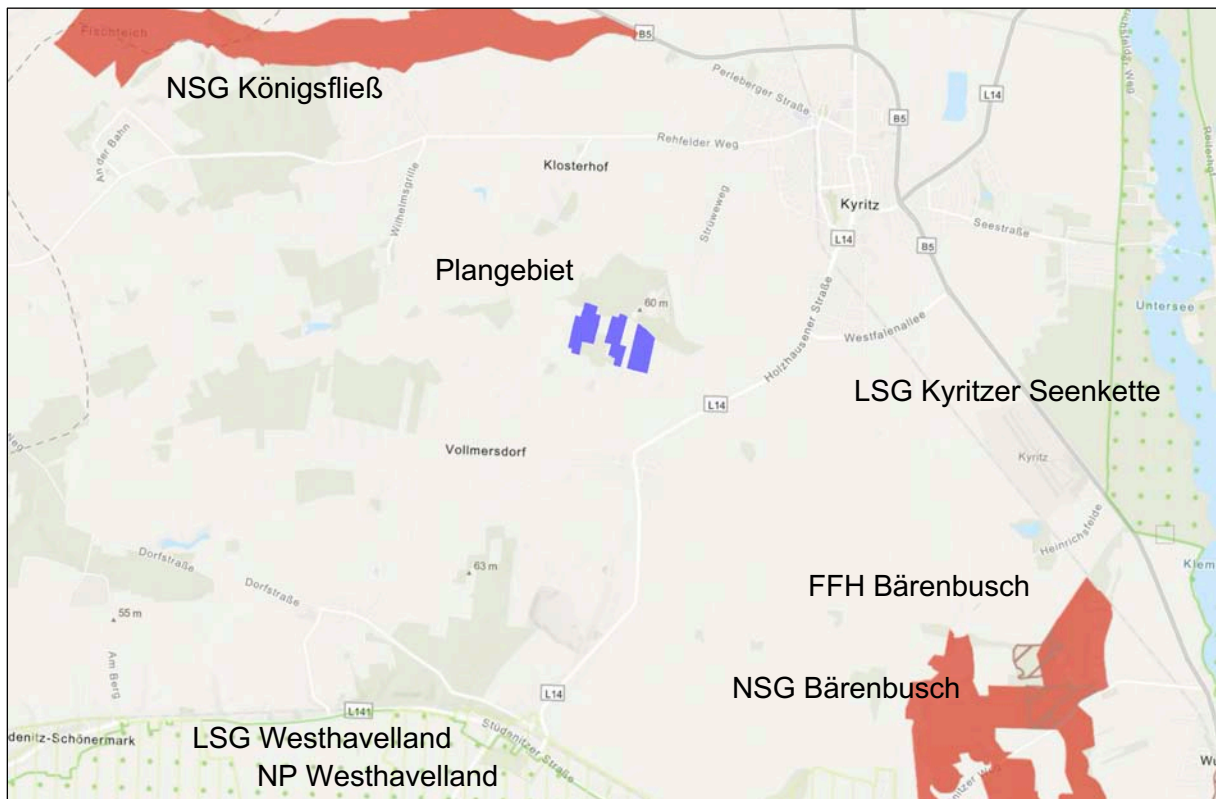 Fischteich
B5
NSG Königsfließ
Perleberger Straße
L14
B5
An der Bahn
Rehfelder Weg
Klosterhof
Wilhelmsgrille
Strüweweg
Kyritz
Seestraße
L14
B5
Plangebiet
60 m
Holzhausener Straße
Untersee
Westfalenallee
LSG Kyritzer Seenkette
L14
Vollmersdorf
Kyritz
Heinrichsfelde
Dorfstraße
Dorfstraße
63 m
FFH Bärenbusch
55 m
Am Berg
NSG Bärenbusch
L14
L141
Stüdenitzer Straße
LSG Westhavelland
denitz-Schönermark
NP Westhavelland